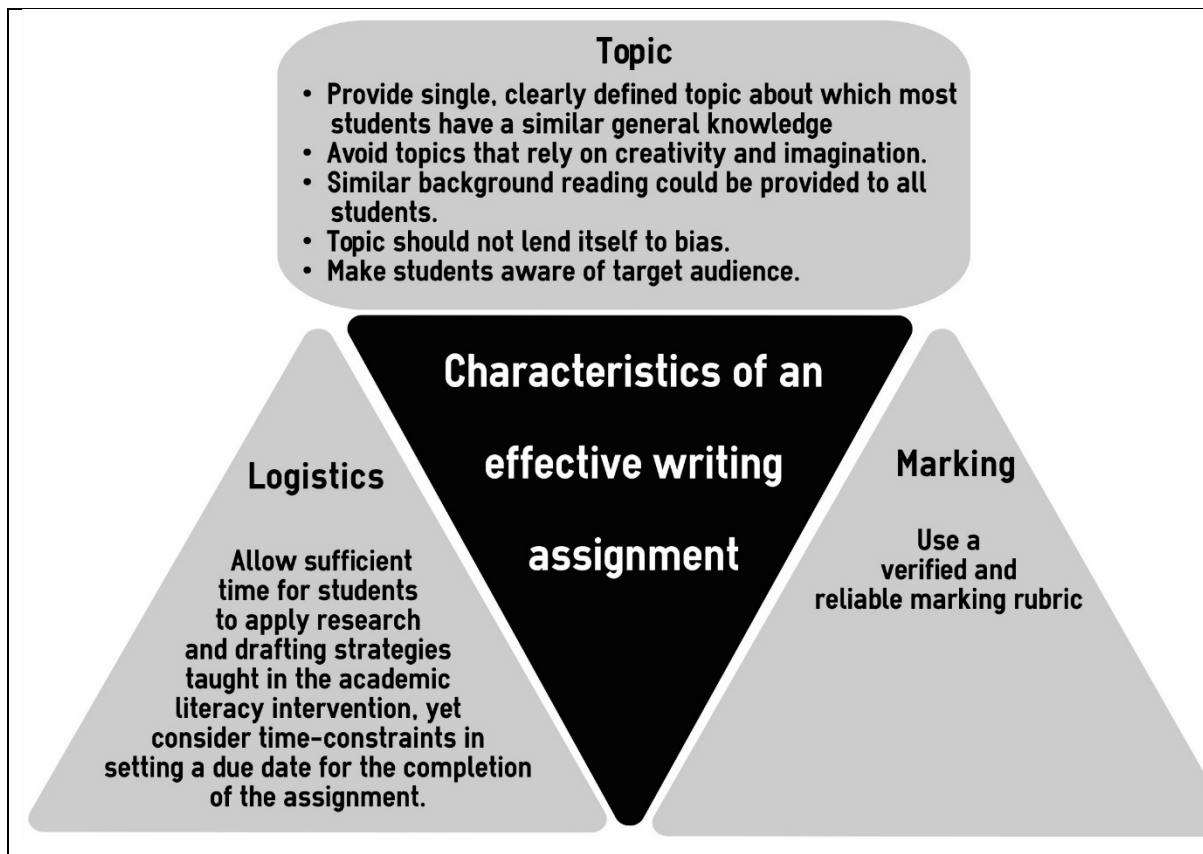 Topic
• Provide single, clearly defined topic about which most
students have a similar general knowledge
• Avoid topics that rely on creativity and imagination.
• Similar background reading could be provided to all
students.
• Topic should not lend itself to bias.
• Make students aware of target audience.
Characteristics of an
effective writing
assignment
Logistics
Allow sufficient
time for students
to apply research
and drafting strategies
taught in the academic
literacy intervention, yet
consider time-constraints in
setting a due date for the completion
of the assignment.
Marking
Use a
verified and
reliable marking rubric